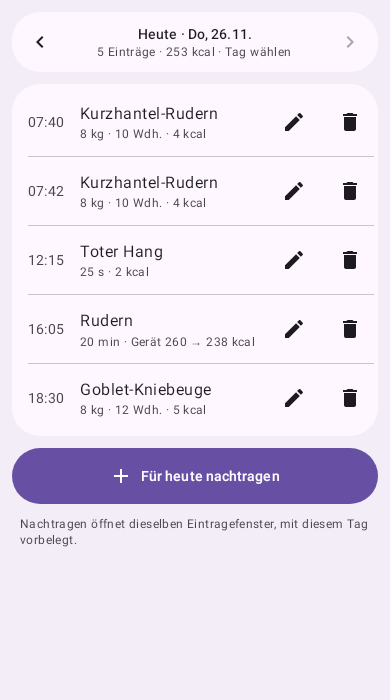 Heute · Do, 26.11.
5 Einträge · 253 kcal · Tag wählen
07:40
Kurzhantel-Rudern
8 kg · 10 Wdh. · 4 kcal
07:42
Kurzhantel-Rudern
8 kg · 10 Wdh. · 4 kcal
12:15
Toter Hang
25 s · 2 kcal
16:05
Rudern
20 min · Gerät 260 → 238 kcal
18:30
Goblet-Kniebeuge
8 kg · 12 Wdh. · 5 kcal
Für heute nachtragen
Nachtragen öffnet dieselben Eintragefenster, mit diesem Tag
vorbelegt.